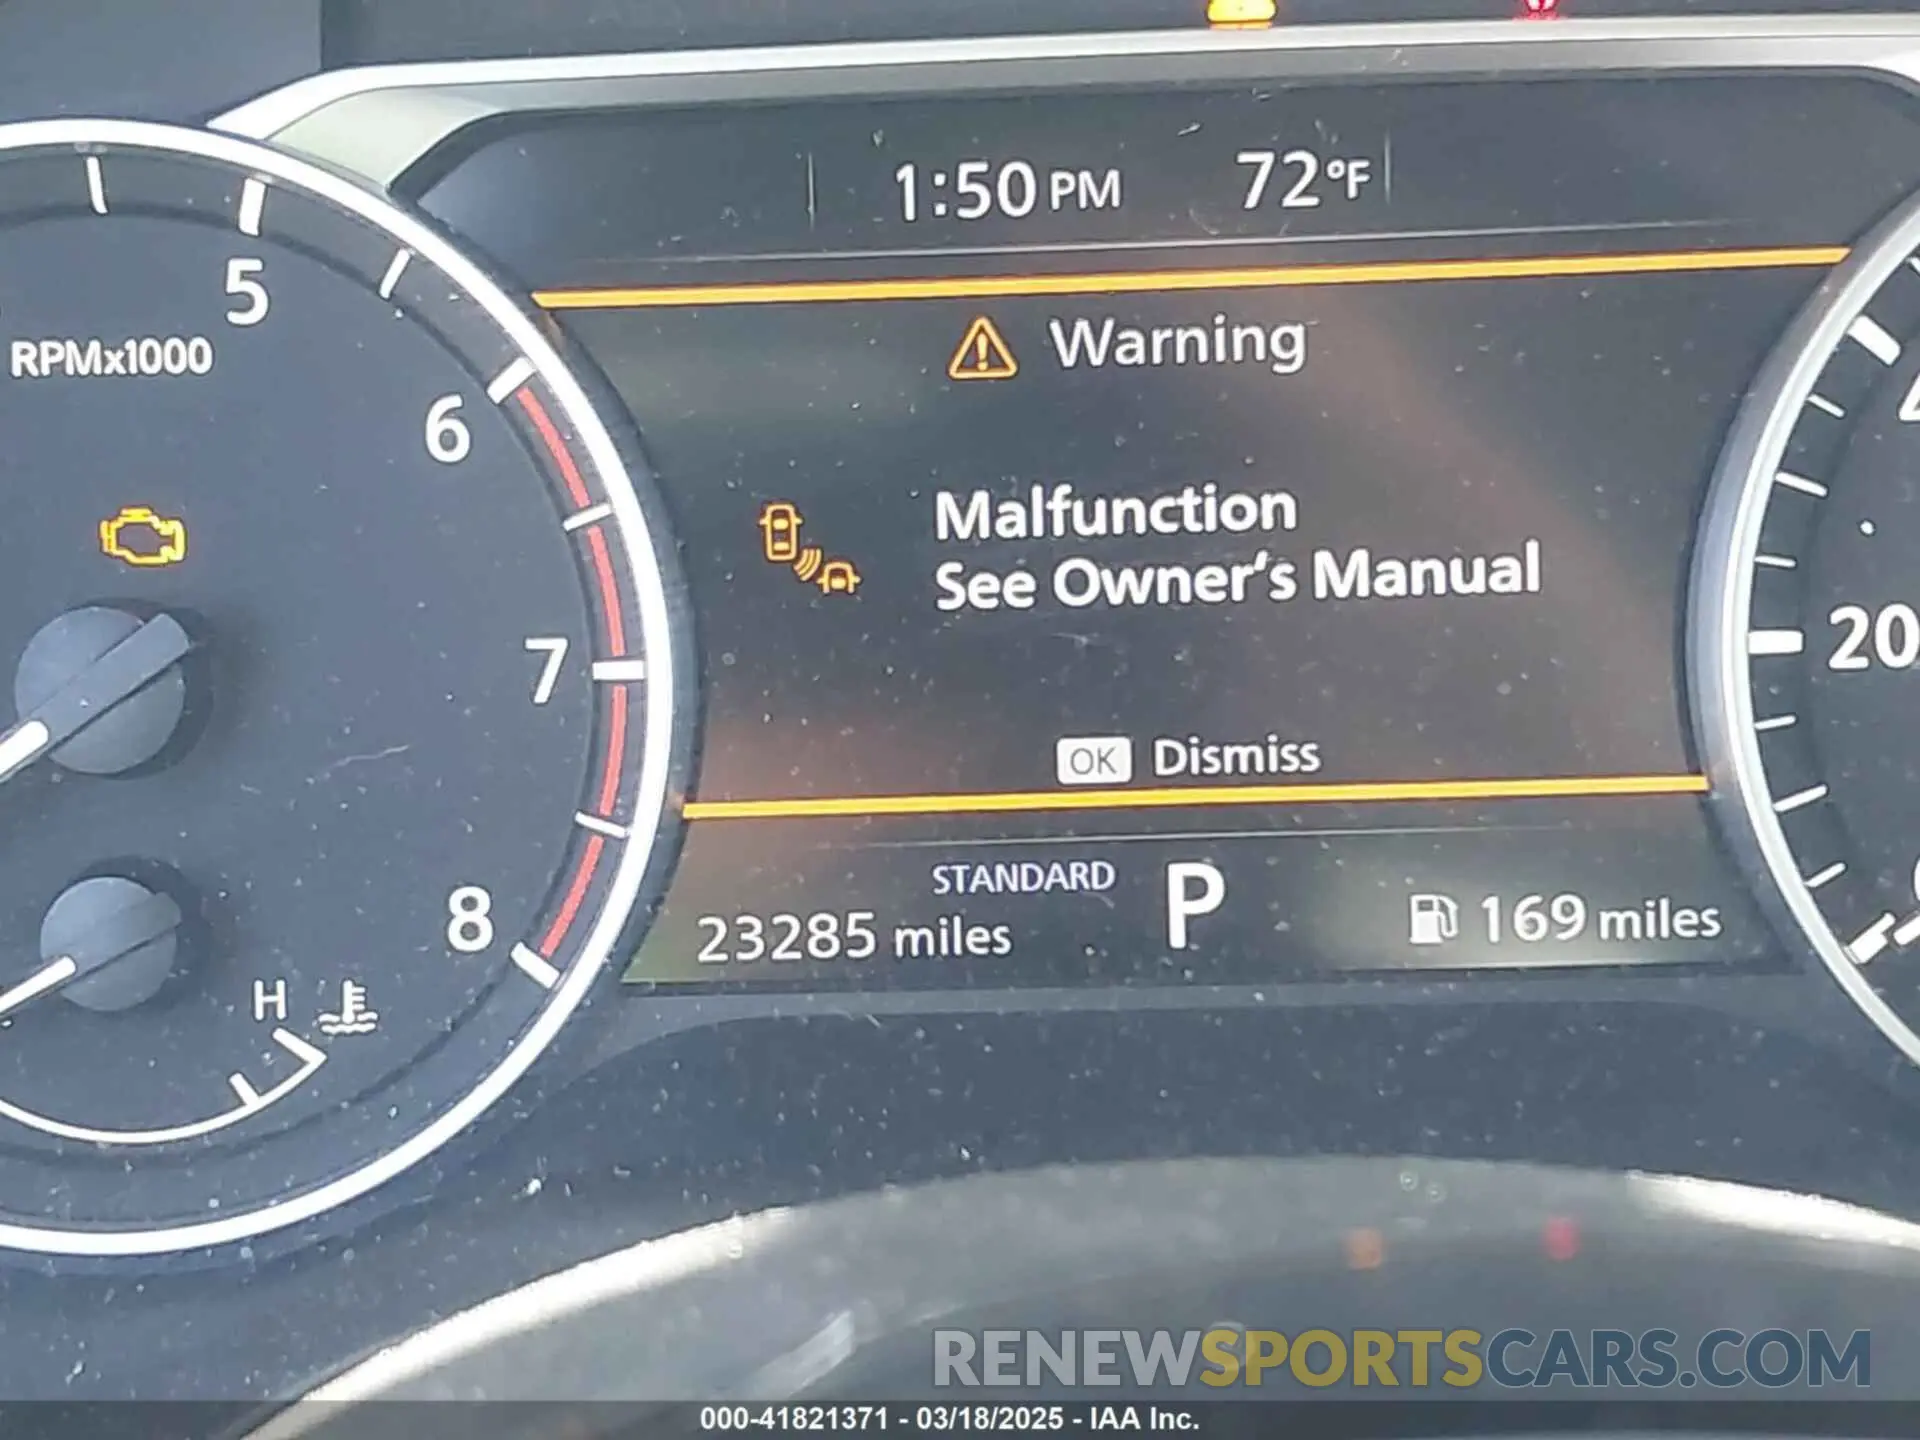 1:50 PM 72°F
5
RPMx1000
Warning
6
Malfunction
See Owner's Manual
20
7
OK Dismiss
STANDARD P
8
23285 miles 169 miles
H
RENEWSPORTSCARS.COM
000-41821371 - 03/18/2025 - IAA Inc.